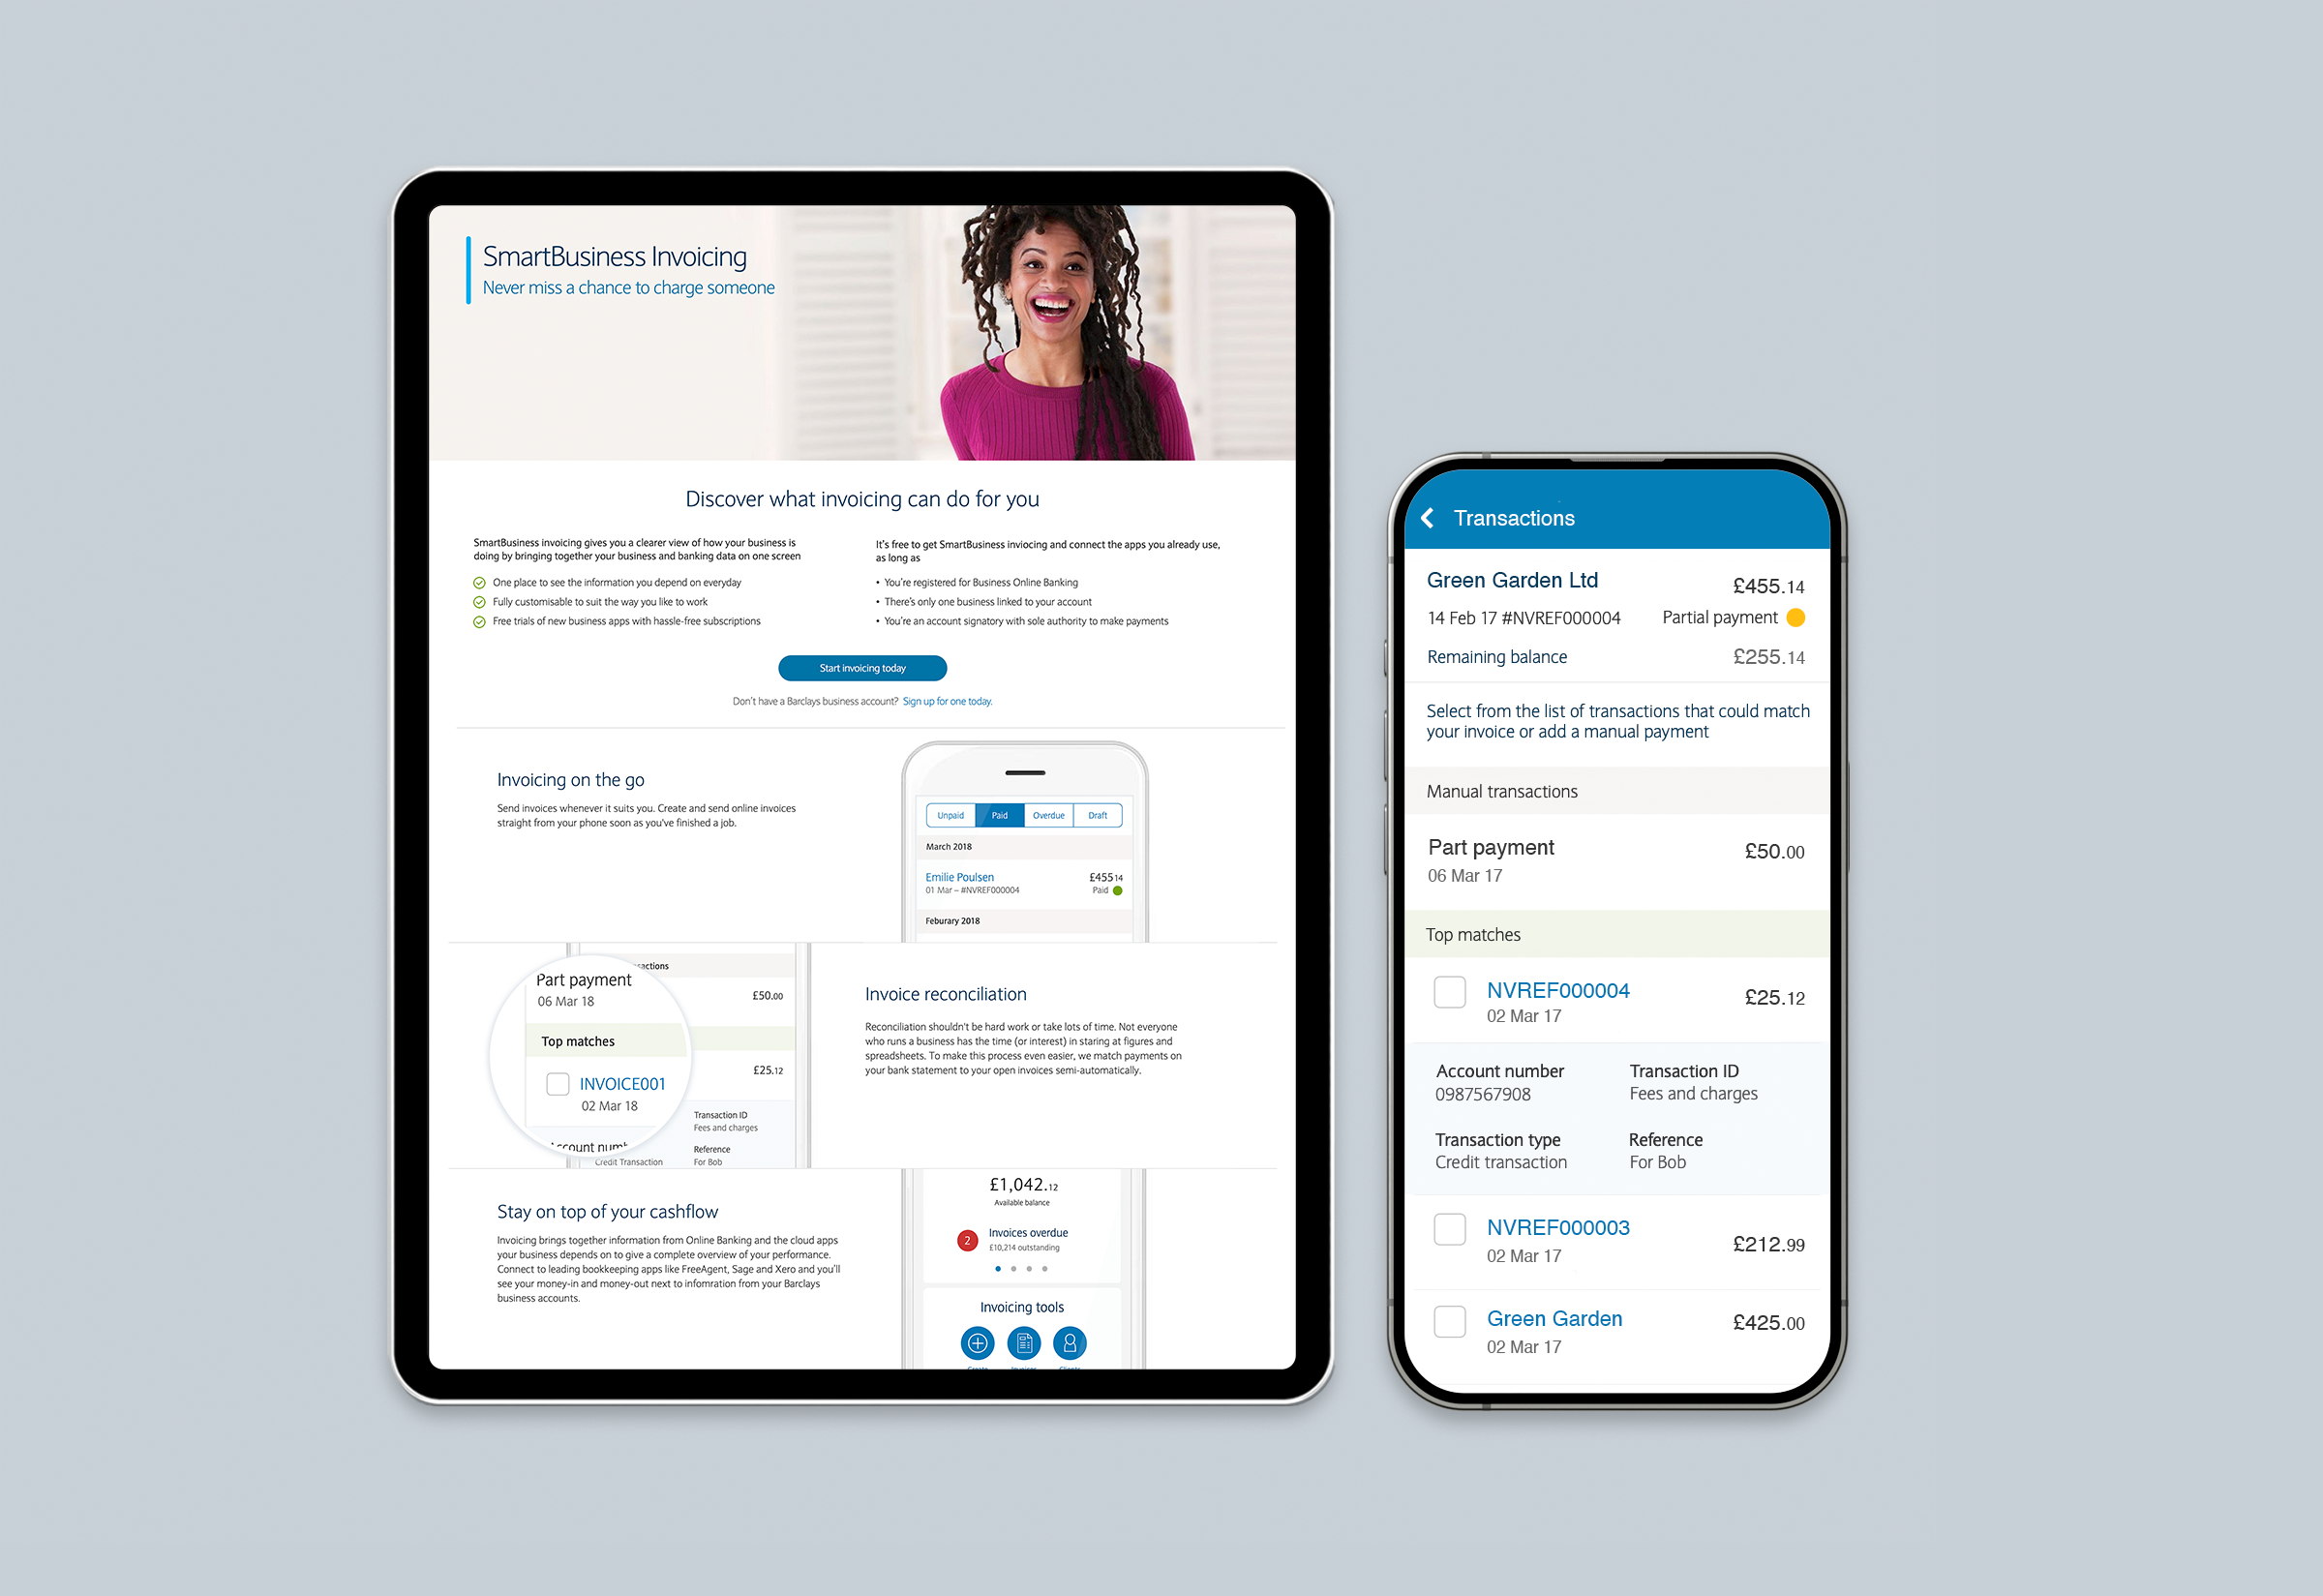 SmartBusiness Invoicing
Never miss a chance to charge someone
Discover what invoicing can do for you
SmartBusiness invoicing gives you a clearer view of how your business is
doing by bringing together your business and banking data on one screen
One place to see the information you depend on everyday
Fully customisable to suit the way you like to work
Free trials of new business apps with hassle-free subscriptions
It's free to get SmartBusiness inviocing and connect the apps you already use,
as long as
• You're registered for Business Online Banking
• There's only one business linked to your account
• You're an account signatory with sole authority to make payments
Start invoicing today
Don't have a Barclays business account? Sign up for one today.
Invoicing on the go
Send invoices whenever it suits you. Create and send online invoices
straight from your phone soon as you've finished a job.
Unpaid Paid Overdue Draft
March 2018
Emilie Poulsen £455 14
01 Mar – #NVREF000004 Paid
Feburary 2018
sactions
Part payment
06 Mar 18
£50.00
Top matches
INVOICE001
02 Mar 18
£25.12
Account numb
Transaction ID
Fees and charges
Reference
Credit Transaction For Bob
Invoice reconciliation
Reconciliation shouldn't be hard work or take lots of time. Not everyone
who runs a business has the time (or interest) in staring at figures and
spreadsheets. To make this process even easier, we match payments on
your bank statement to your open invoices semi-automatically.
Stay on top of your cashflow
Invoicing brings together information from Online Banking and the cloud apps
your business depends on to give a complete overview of your performance.
Connect to leading bookkeeping apps like FreeAgent, Sage and Xero and you'll
see your money-in and money-out next to infomration from your Barclays
business accounts.
£1,042.12
Available balance
2 Invoices overdue
£10,214 outstanding
Invoicing tools
Transactions
Green Garden Ltd £455.14
14 Feb 17 #NVREF000004 Partial payment
Remaining balance £255.14
Select from the list of transactions that could match
your invoice or add a manual payment
Manual transactions
Part payment £50.00
06 Mar 17
Top matches
NVREF000004 £25.12
02 Mar 17
Account number Transaction ID
0987567908 Fees and charges
Transaction type Reference
Credit transaction For Bob
NVREF000003 £212.99
02 Mar 17
Green Garden £425.00
02 Mar 17